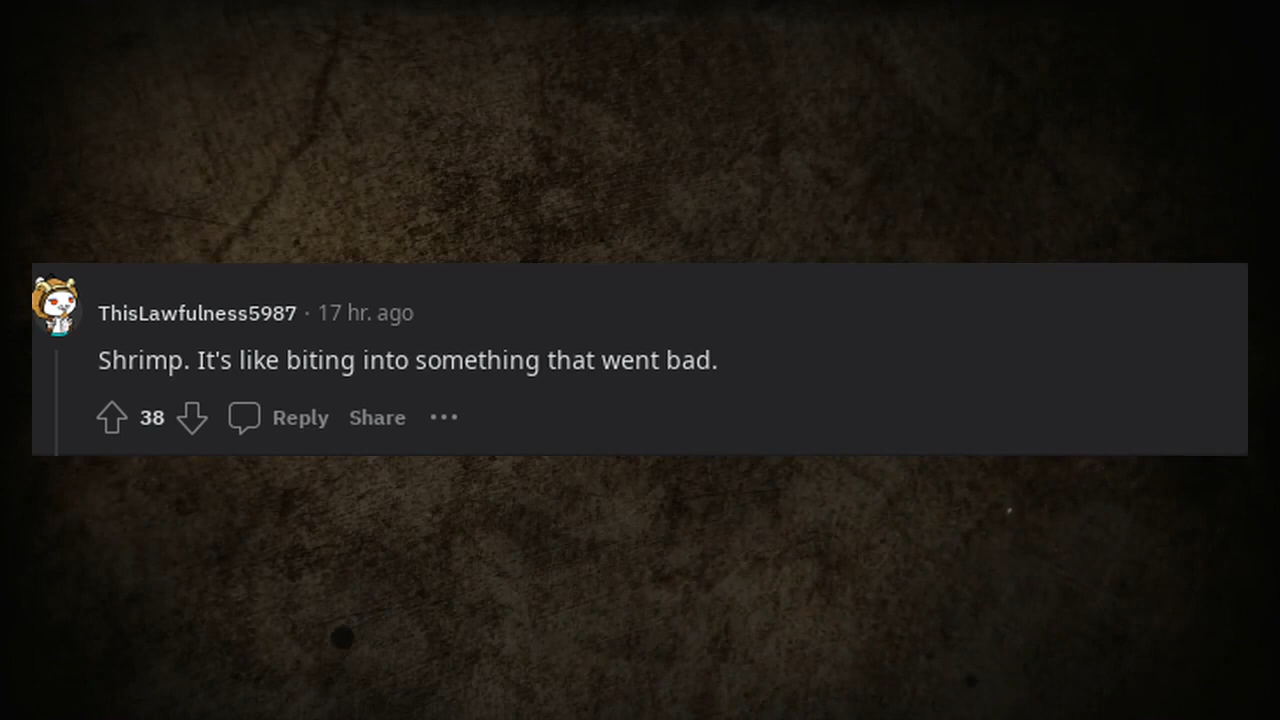 ThisLawfulness5987 · 17 hr. ago
Shrimp. It's like biting into something that went bad.
38 Reply Share ···